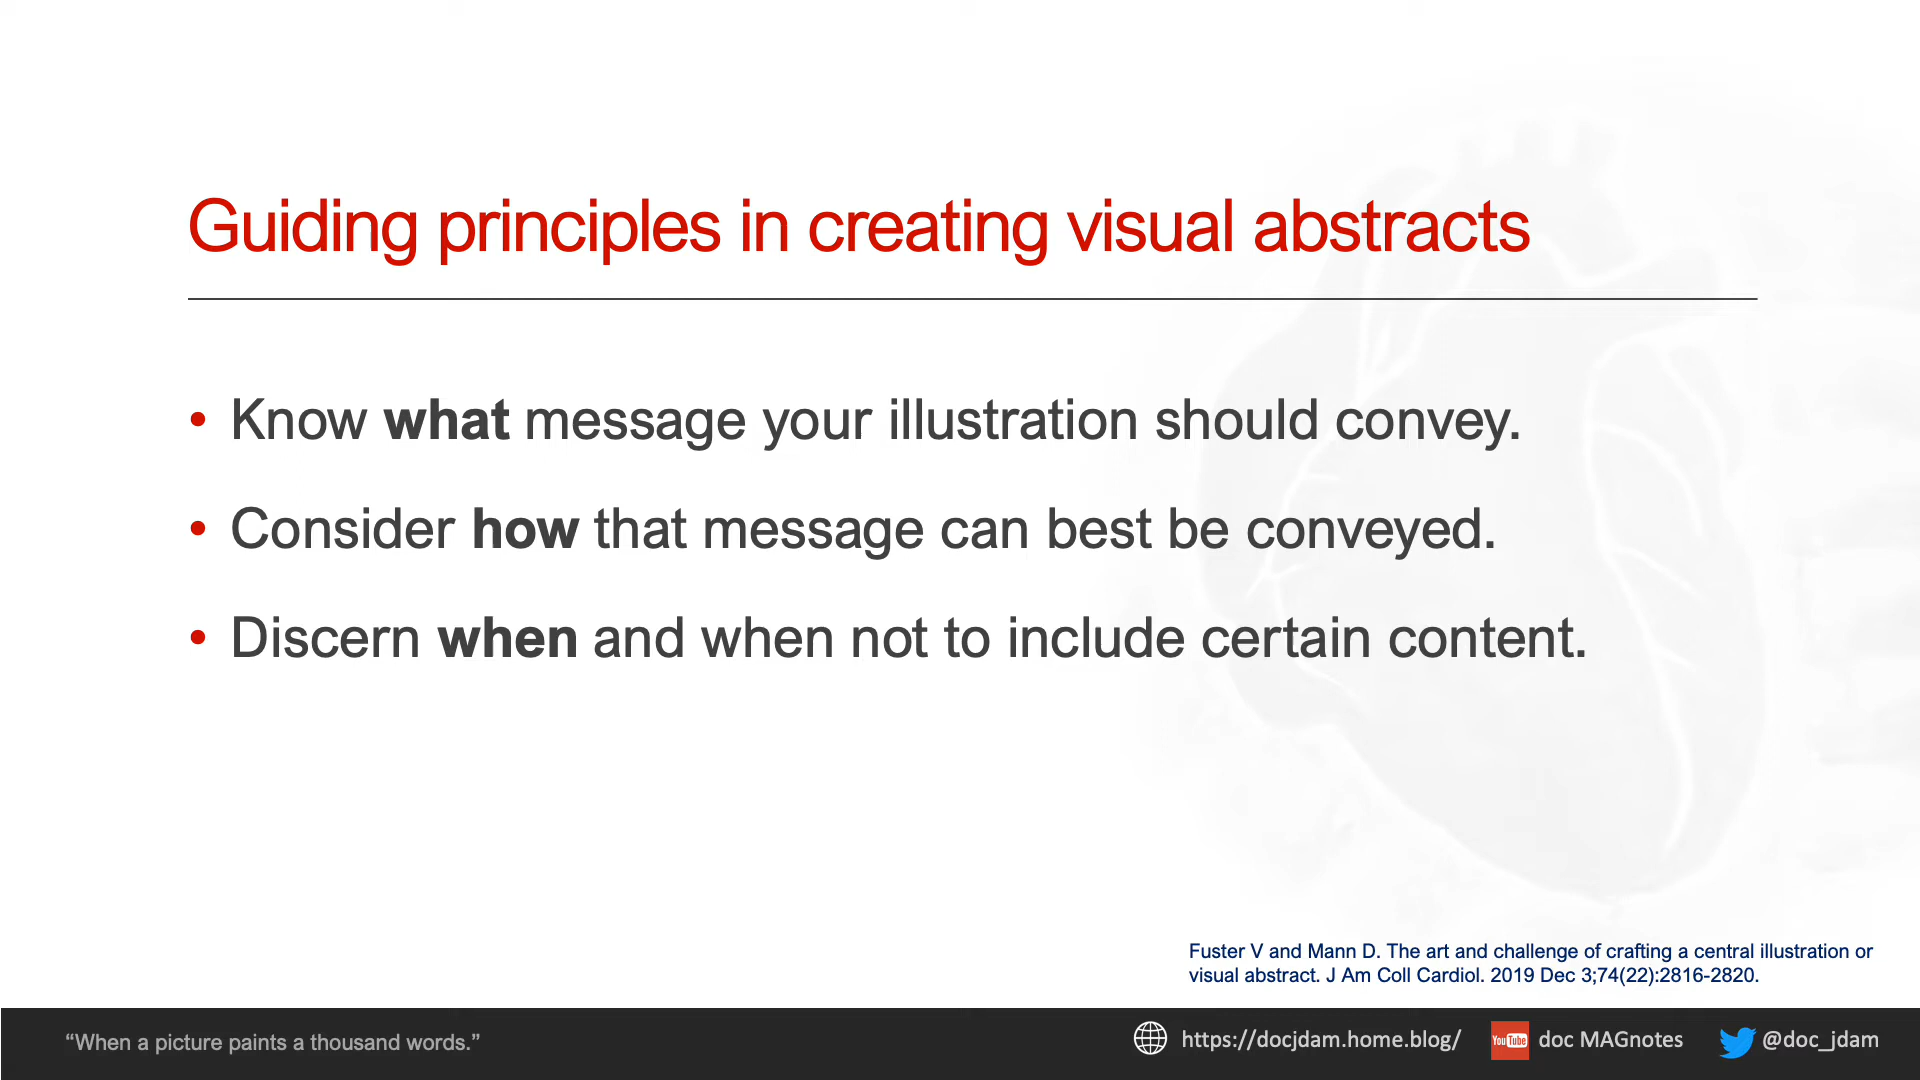 Guiding principles in creating visual abstracts
• Know what message your illustration should convey.
• Consider how that message can best be conveyed.
• Discern when and when not to include certain content.
Fuster V and Mann D. The art and challenge of crafting a central illustration or
visual abstract. J Am Coll Cardiol. 2019 Dec 3;74(22):2816-2820.
“When a picture paints a thousand words.”
https://docjdam.home.blog/
YouTube
doc MAGnotes
@doc_jdam